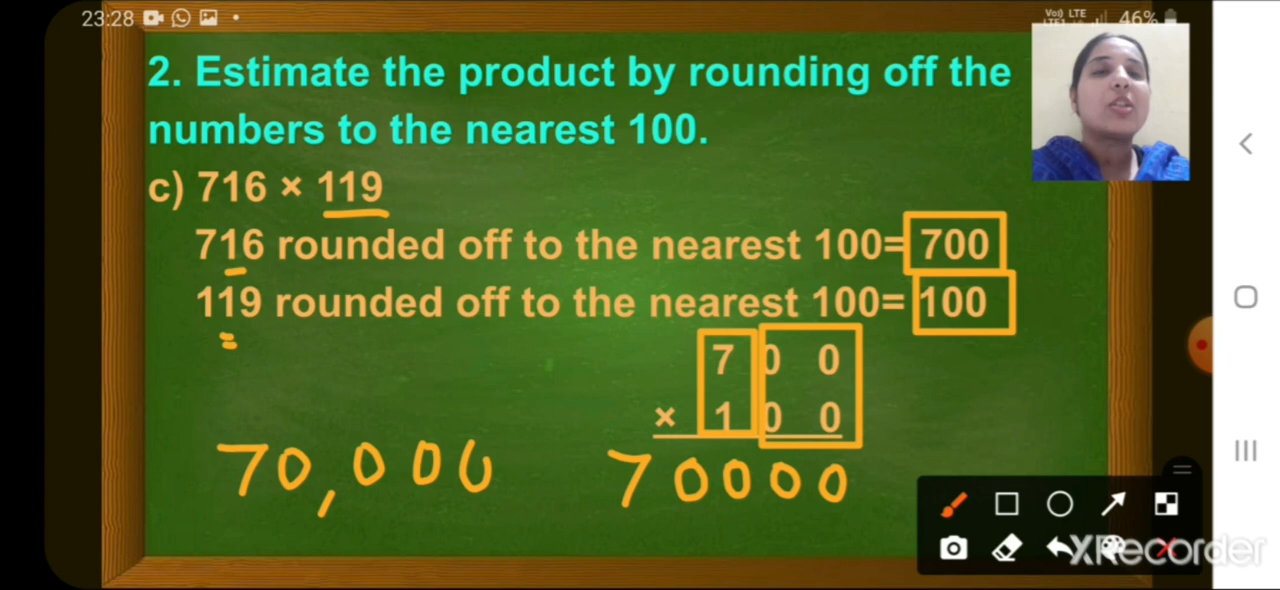 23:28
Vo)) LTE
46%
2. Estimate the product by rounding off the
numbers to the nearest 100.
c) 716 × 119
716 rounded off to the nearest 100= 700
119 rounded off to the nearest 100= 100
7 0 0
× 1 0 0
70,000 70000
XRecorder